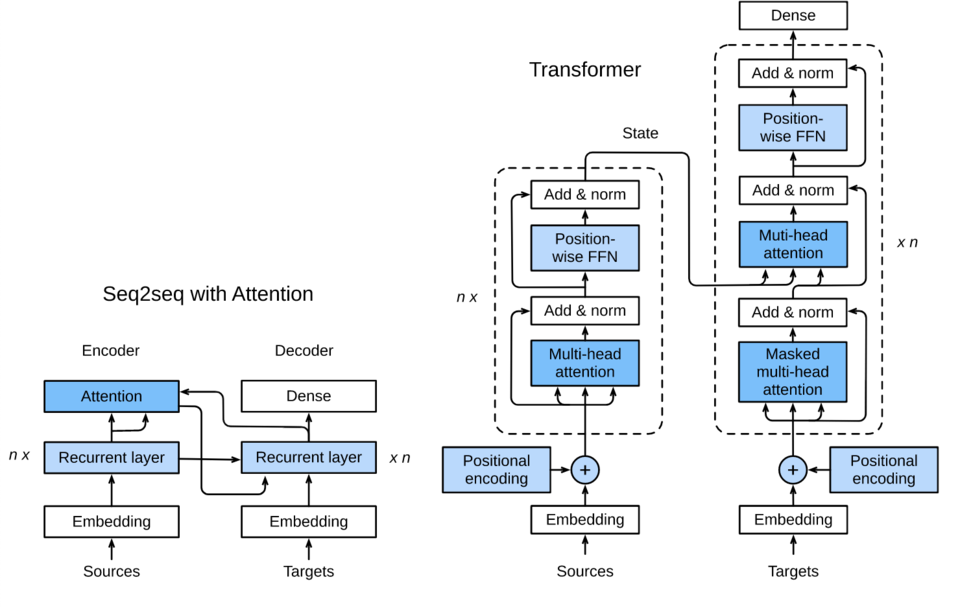 Seq2seq with Attention
Encoder
Decoder
Attention
Dense
n x
Recurrent layer
Recurrent layer
x n
Embedding
Embedding
Sources
Targets
Transformer
State
n x
Add & norm
Position-
wise FFN
Add & norm
Multi-head
attention
Positional
encoding
+
Embedding
Sources
Dense
Add & norm
Position-
wise FFN
Add & norm
Muti-head
attention
x n
Add & norm
Masked
multi-head
attention
+
Positional
encoding
Embedding
Targets